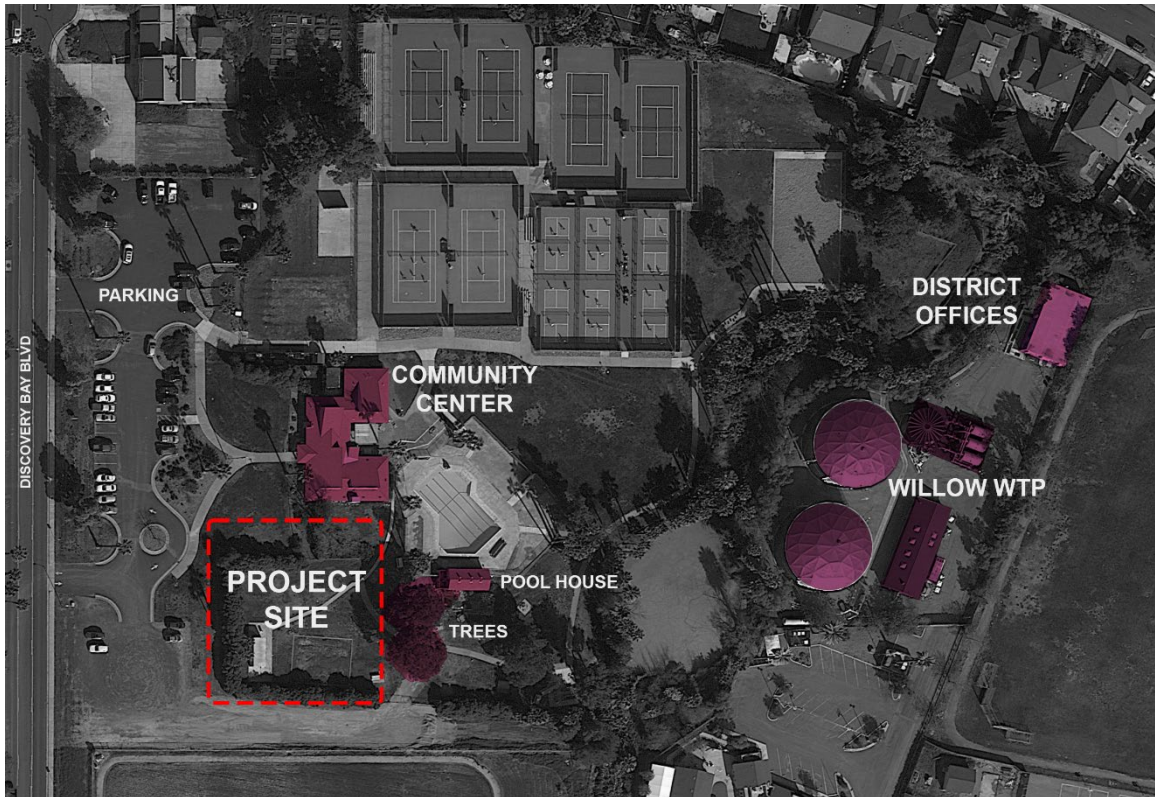 DISTRICT
OFFICES
PARKING
COMMUNITY
CENTER
DISCOVERY BAY BLVD
WILLOW WTP
PROJECT
SITE
POOL HOUSE
TREES